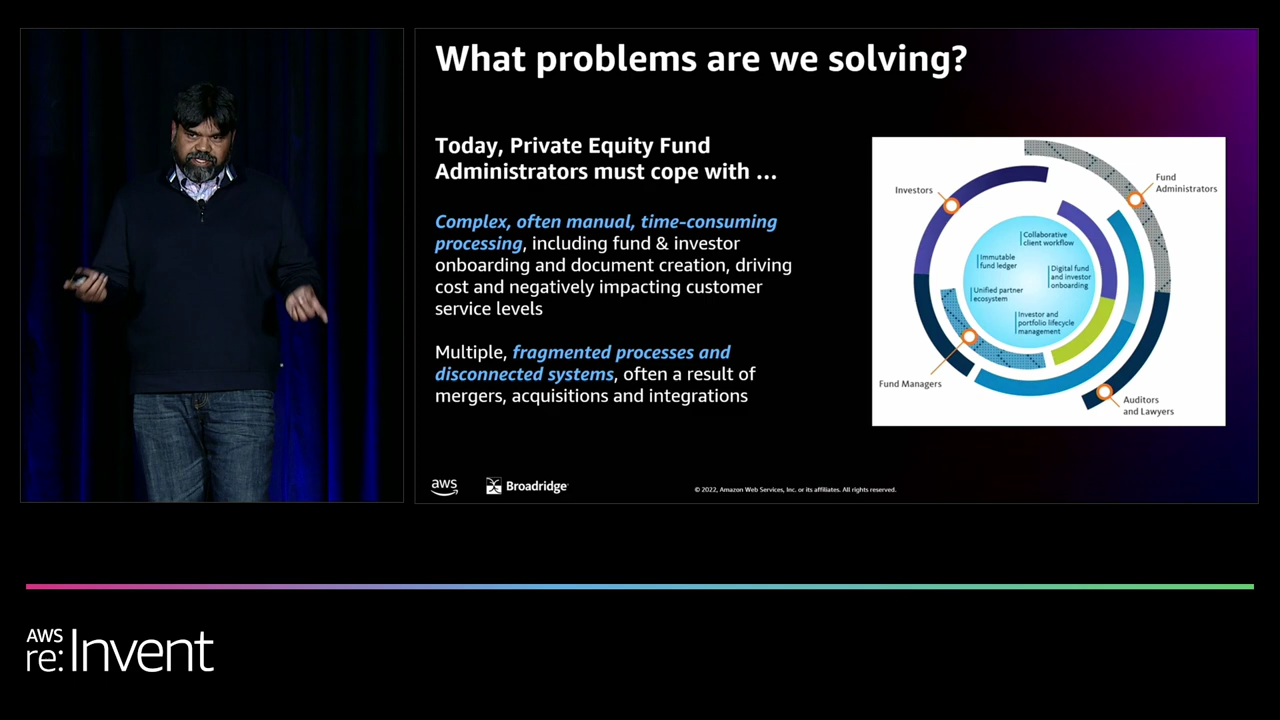 What problems are we solving?
Today, Private Equity Fund
Administrators must cope with ...
Complex, often manual, time-consuming
processing, including fund & investor
onboarding and document creation, driving
cost and negatively impacting customer
service levels
Multiple, fragmented processes and
disconnected systems, often a result of
mergers, acquisitions and integrations
Investors
Fund
Administrators
Collaborative
client workflow
Immutable
fund ledger
Digital fund
and investor
onboarding
Unified partner
ecosystem
Investor and
portfolio lifecycle
management
Fund Managers
Auditors
and Lawyers
aws
Broadridge
© 2022, Amazon Web Services, Inc. or its affiliates. All rights reserved.
AWS
re:Invent